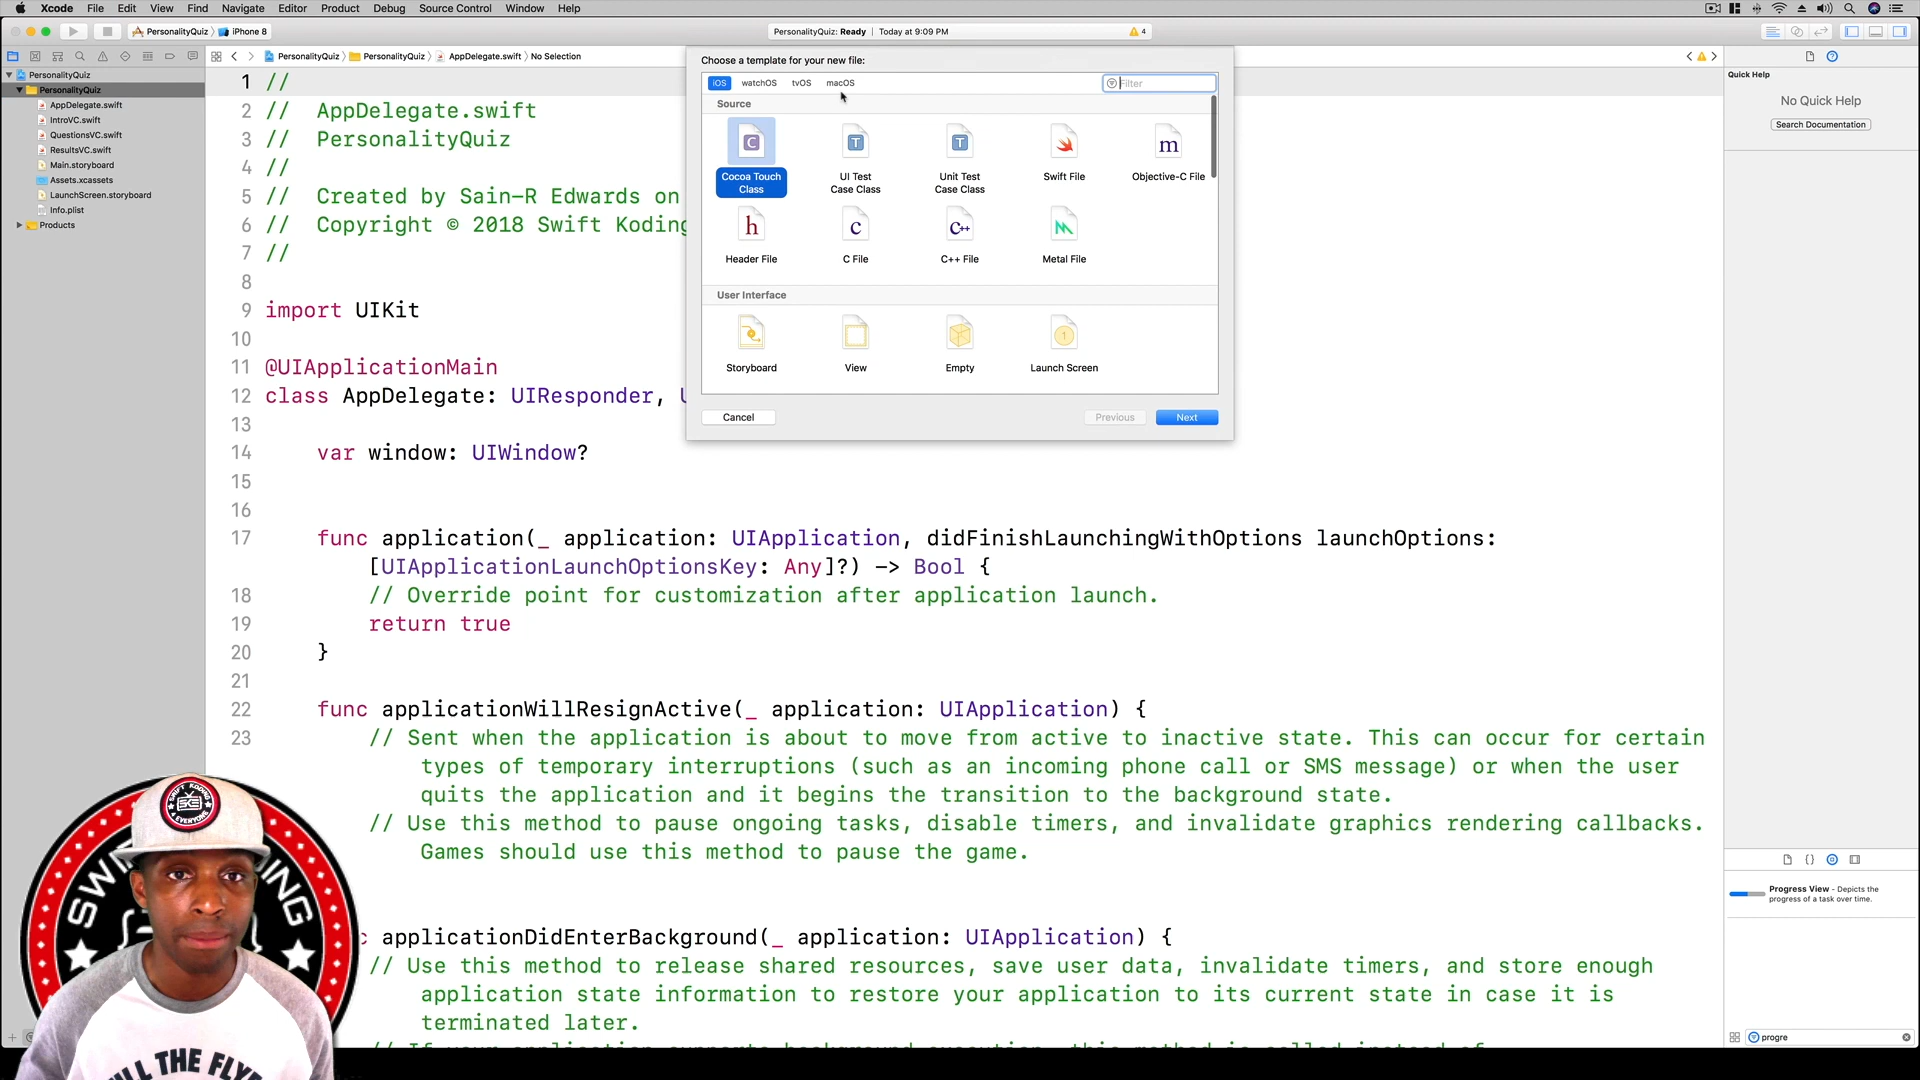 Xcode File Edit View Find Navigate Editor Product Debug Source Control Window Help
PersonalityQuiz iPhone 8
PersonalityQuiz: Ready | Today at 9:09 PM
4
PersonalityQuiz PersonalityQuiz AppDelegate.swift No Selection
PersonalityQuiz
PersonalityQuiz
AppDelegate.swift
IntroVC.swift
QuestionsVC.swift
ResultsVC.swift
Main.storyboard
Assets.xcassets
LaunchScreen.storyboard
Info.plist
Products
Choose a template for your new file:
iOS watchOS tvOS macOS
Filter
Source
Cocoa Touch
Class
UI Test
Case Class
Unit Test
Case Class
Swift File
m
Objective-C File
h
Header File
c
C File
C++
C++ File
Metal File
User Interface
Storyboard
View
Empty
1
Launch Screen
Cancel
Previous
Next
1 //
2 // AppDelegate.swift
3 // PersonalityQuiz
4 //
5 // Created by Sain-R Edwards on
6 // Copyright © 2018 Swift Koding
7 //
8
9 import UIKit
10
11 @UIApplicationMain
12 class AppDelegate: UIResponder,
13
14 var window: UIWindow?
15
16
17 func application(_ application: UIApplication, didFinishLaunchingWithOptions launchOptions:
[UIApplicationLaunchOptionsKey: Any]?) -> Bool {
18 // Override point for customization after application launch.
19 return true
20 }
21
22 func applicationWillResignActive(_ application: UIApplication) {
23 // Sent when the application is about to move from active to inactive state. This can occur for certain
types of temporary interruptions (such as an incoming phone call or SMS message) or when the user
quits the application and it begins the transition to the background state.
// Use this method to pause ongoing tasks, disable timers, and invalidate graphics rendering callbacks.
Games should use this method to pause the game.
applicationDidEnterBackground(_ application: UIApplication) {
// Use this method to release shared resources, save user data, invalidate timers, and store enough
application state information to restore your application to its current state in case it is
terminated later.
Quick Help
No Quick Help
Search Documentation
Progress View - Depicts the
progress of a task over time.
progre
SWIFT KODING
4 EVERYONE
THE FLY